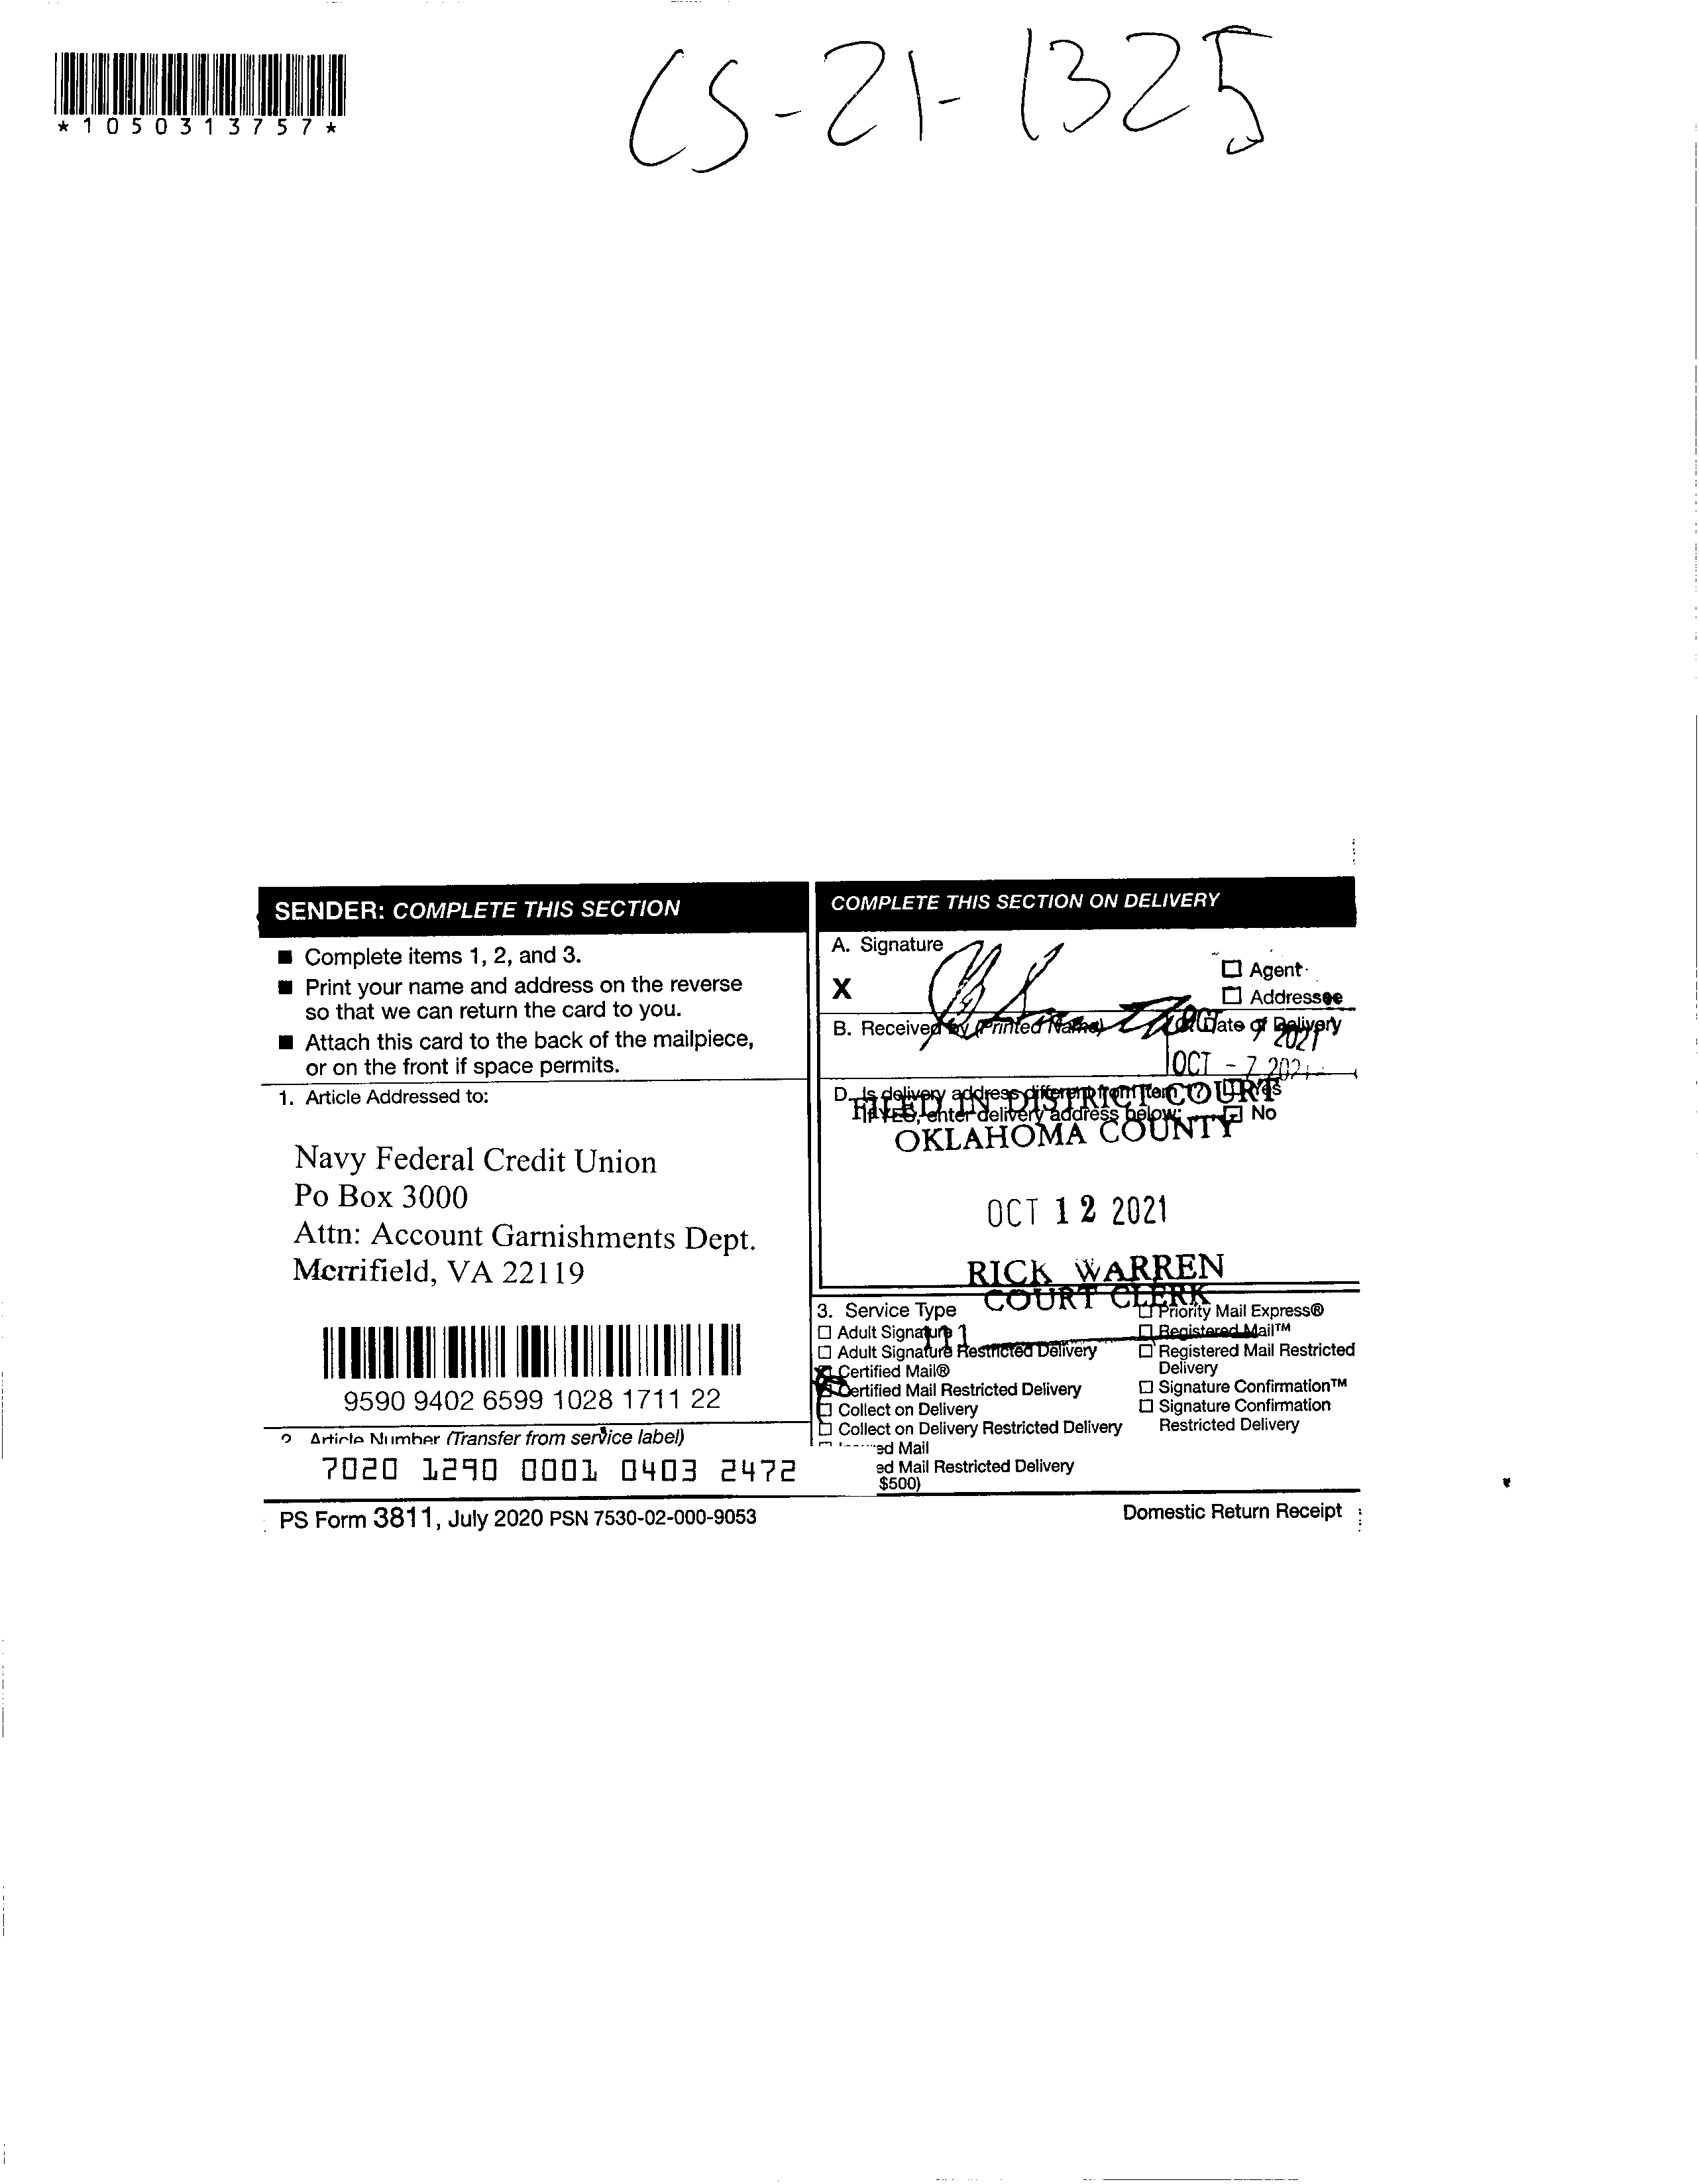 *1050313757*
CS-21-1325
SENDER: COMPLETE THIS SECTION
■ Complete items 1, 2, and 3.
■ Print your name and address on the reverse
so that we can return the card to you.
■ Attach this card to the back of the mailpiece,
or on the front if space permits.
1. Article Addressed to:
Navy Federal Credit Union
Po Box 3000
Attn: Account Garnishments Dept.
Merrifield, VA 22119
9590 9402 6599 1028 1711 22
2. Article Number (Transfer from service label)
7020 1290 0001 0403 2472
COMPLETE THIS SECTION ON DELIVERY
A. Signature
X
☐ Agent
☐ Addressee
B. Received by (Printed Name)
Date of Delivery
OCT 7 2021
OCT - 7 2021
D. Is delivery address different from item 1? ☐ Yes
If YES, enter delivery address below: ☐ No
FILED IN DISTRICT COURT
OKLAHOMA COUNTY
OCT 12 2021
RICK WARREN
COURT CLERK
111
3. Service Type
☐ Adult Signature
☐ Adult Signature Restricted Delivery
Certified Mail®
Certified Mail Restricted Delivery
☐ Collect on Delivery
☐ Collect on Delivery Restricted Delivery
ed Mail
ed Mail Restricted Delivery
$500)
☐ Priority Mail Express®
☐ Registered Mail™
☐ Registered Mail Restricted
Delivery
☐ Signature Confirmation™
☐ Signature Confirmation
Restricted Delivery
PS Form 3811, July 2020 PSN 7530-02-000-9053
Domestic Return Receipt